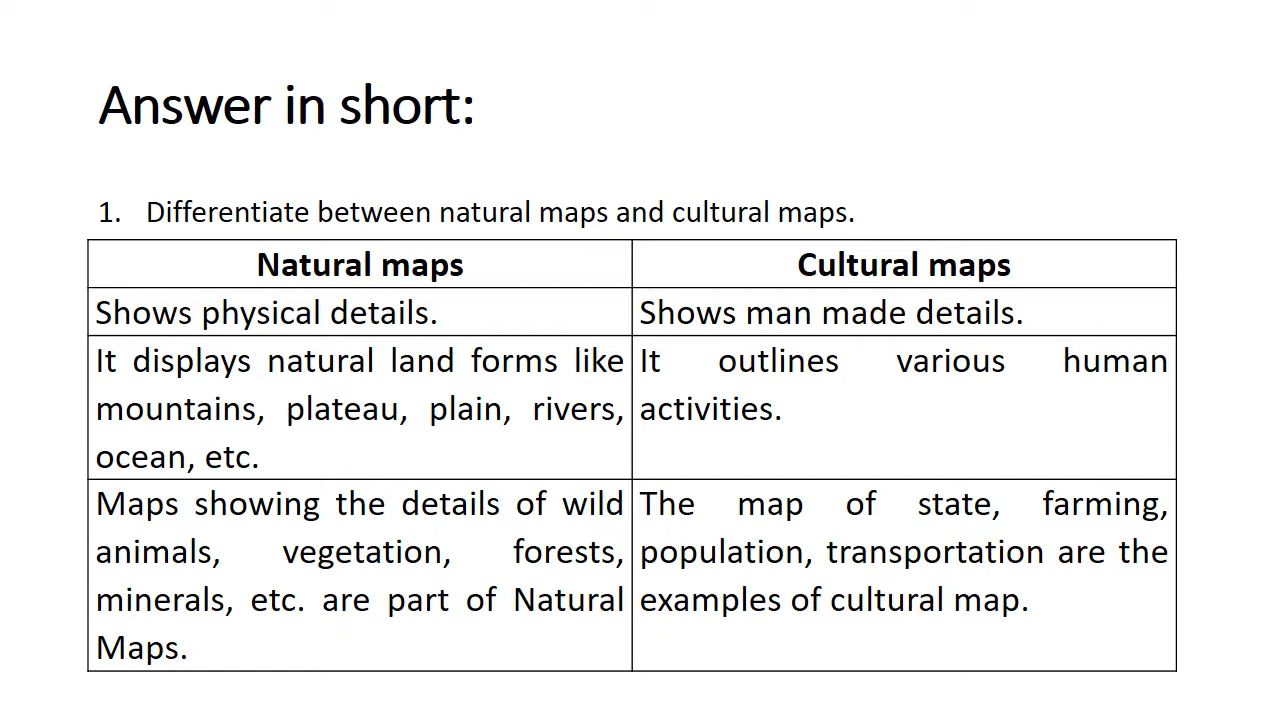 Answer in short:
1. Differentiate between natural maps and cultural maps.
Natural maps
Cultural maps
Shows physical details.
Shows man made details.
It displays natural land forms like
mountains, plateau, plain, rivers,
ocean, etc.
It outlines various human
activities.
Maps showing the details of wild
animals, vegetation, forests,
minerals, etc. are part of Natural
Maps.
The map of state, farming,
population, transportation are the
examples of cultural map.